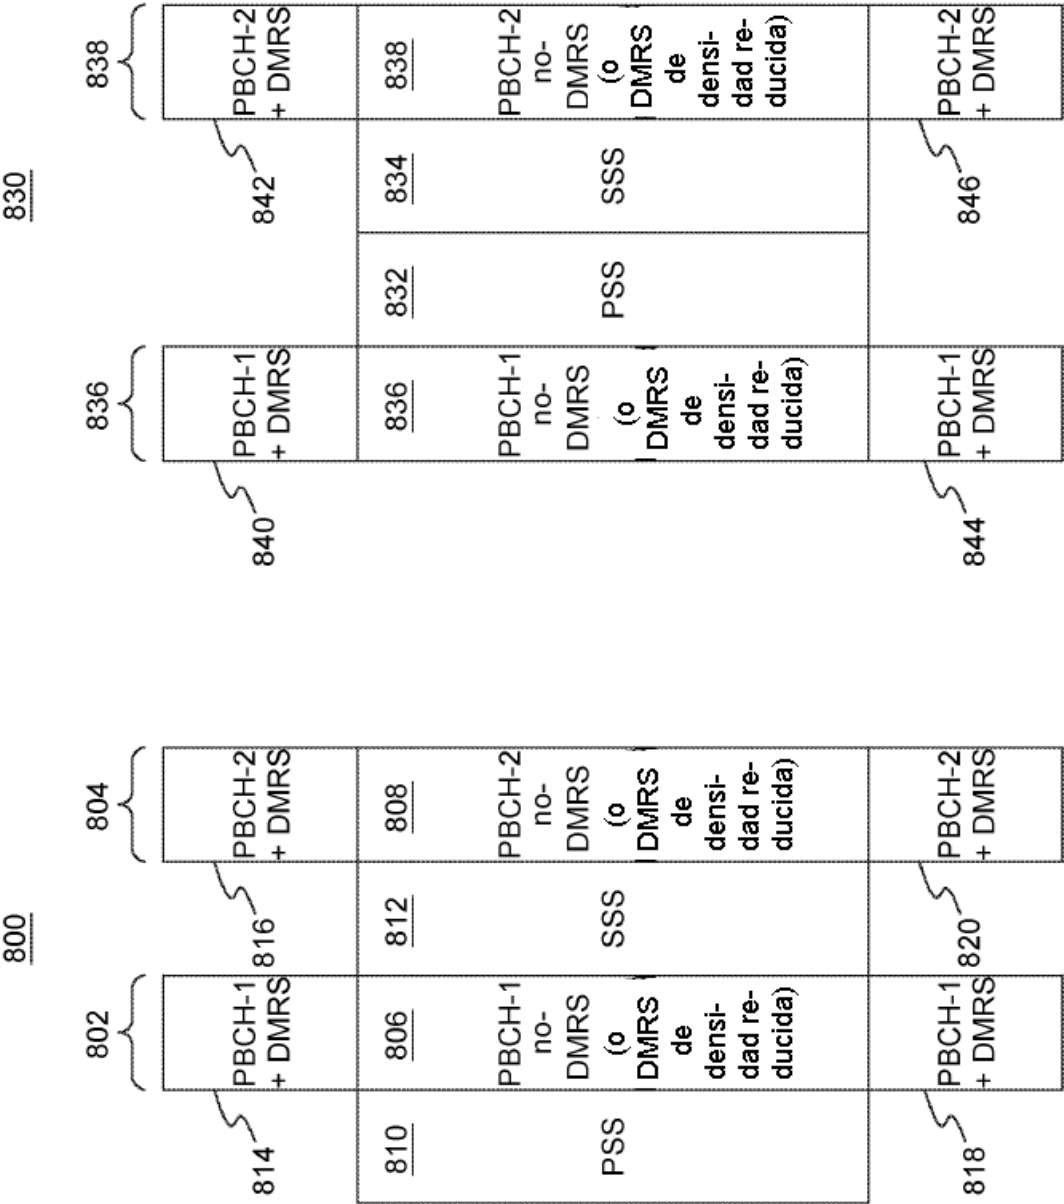 800
802
804
PBCH-1
+ DMRS
PBCH-2
+ DMRS
814
816
810
806
812
808
PSS
PBCH-1
no-
DMRS
(o
DMRS
de
densi-
dad re-
ducida)
SSS
PBCH-2
no-
DMRS
(o
DMRS
de
densi-
dad re-
ducida)
PBCH-1
+ DMRS
PBCH-2
+ DMRS
818
820
830
836
838
PBCH-1
+ DMRS
PBCH-2
+ DMRS
840
842
836
832
834
838
PBCH-1
no-
DMRS
(o
DMRS
de
densi-
dad re-
ducida)
PSS
SSS
PBCH-2
no-
DMRS
(o
DMRS
de
densi-
dad re-
ducida)
PBCH-1
+ DMRS
PBCH-2
+ DMRS
844
846